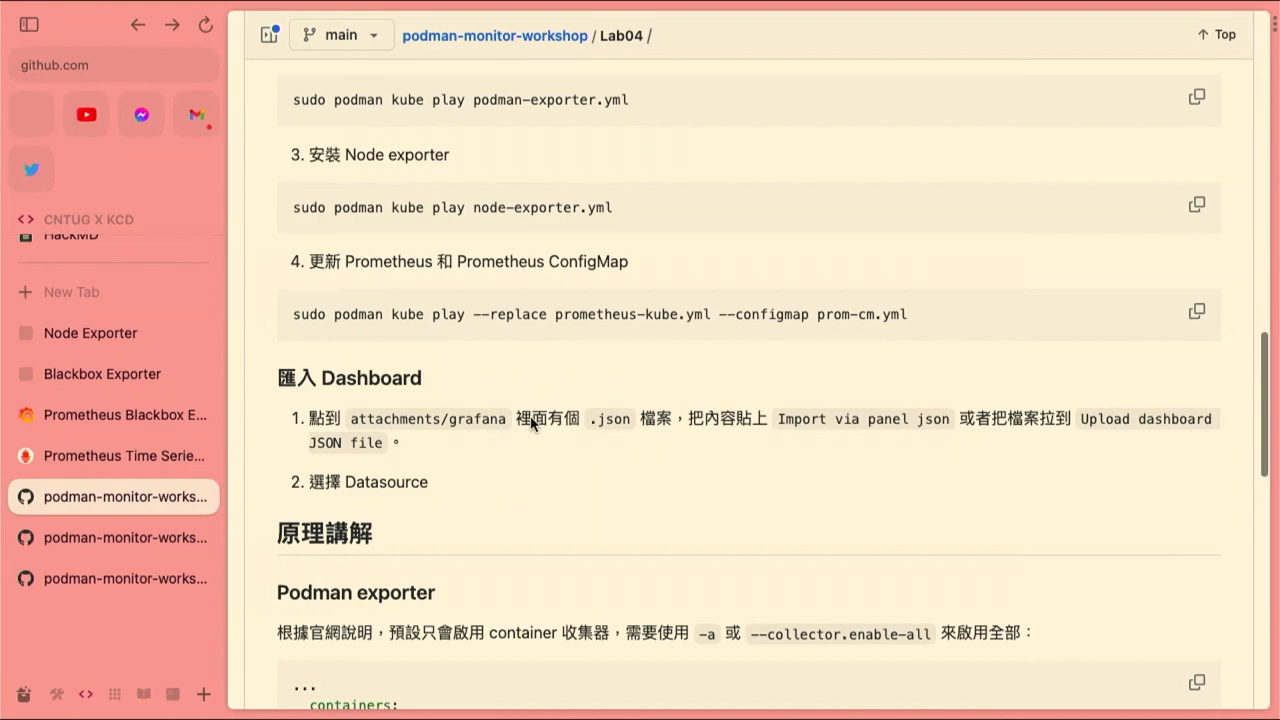 main
podman-monitor-workshop / Lab04 /
Top
github.com
CNTUG X KCD
HackMD
New Tab
Node Exporter
Blackbox Exporter
Prometheus Blackbox E...
Prometheus Time Serie...
podman-monitor-works...
podman-monitor-works...
podman-monitor-works...
sudo podman kube play podman-exporter.yml
3. 安裝 Node exporter
sudo podman kube play node-exporter.yml
4. 更新 Prometheus 和 Prometheus ConfigMap
sudo podman kube play --replace prometheus-kube.yml --configmap prom-cm.yml
匯入 Dashboard
1. 點到 attachments/grafana 裡面有個 .json 檔案，把內容貼上 Import via panel json 或者把檔案拉到 Upload dashboard
JSON file 。
2. 選擇 Datasource
原理講解
Podman exporter
根據官網說明，預設只會啟用 container 收集器，需要使用 -a 或 --collector.enable-all 來啟用全部：
...
containers: